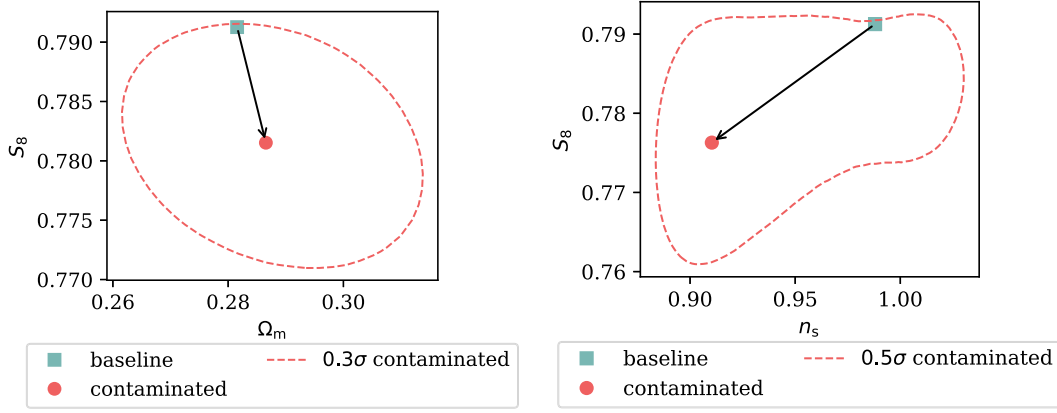 0.790
0.785
0.780
0.775
0.770
S₈
0.26
0.28
0.30
Ωₘ
baseline
0.3σ contaminated
contaminated
0.79
0.78
0.77
0.76
S₈
0.90
0.95
1.00
nₛ
baseline
0.5σ contaminated
contaminated